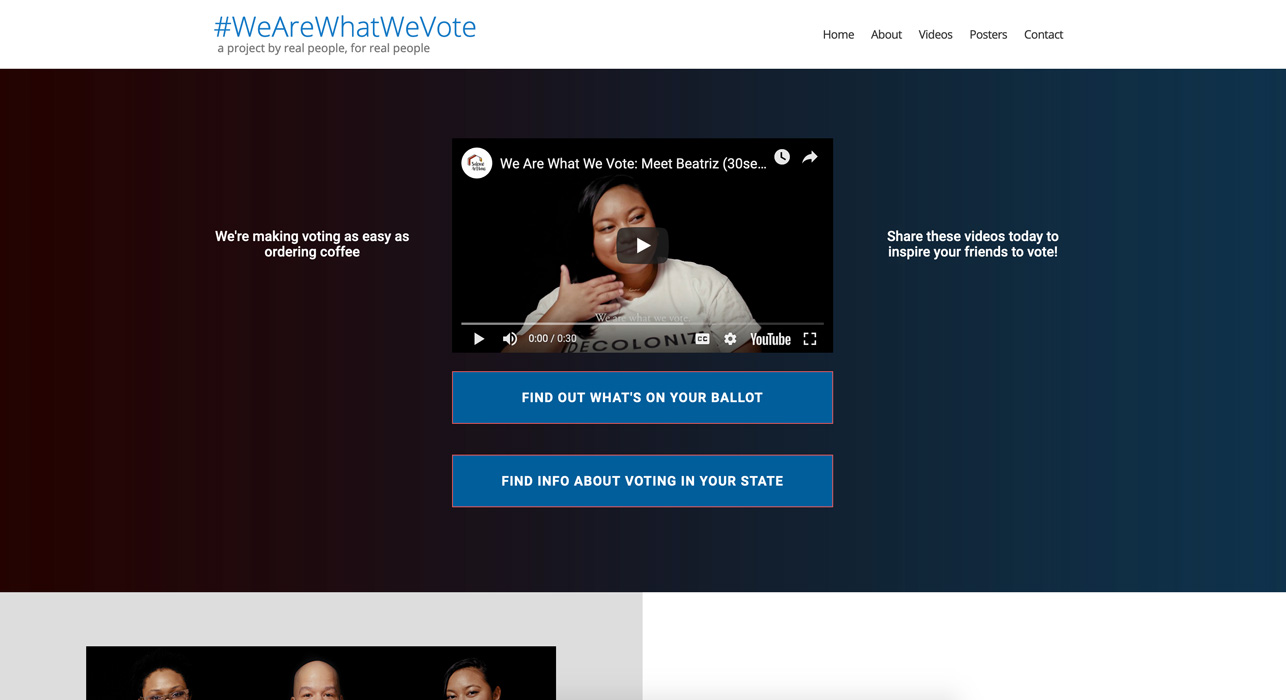 #WeAreWhatWeVote
a project by real people, for real people
Home About Videos Posters Contact
We Are What We Vote: Meet Beatriz (30se...
We're making voting as easy as
ordering coffee
Share these videos today to
inspire your friends to vote!
We are what we vote
0:00 / 0:30
CC
YouTube
DECOLONIZ
FIND OUT WHAT'S ON YOUR BALLOT
FIND INFO ABOUT VOTING IN YOUR STATE